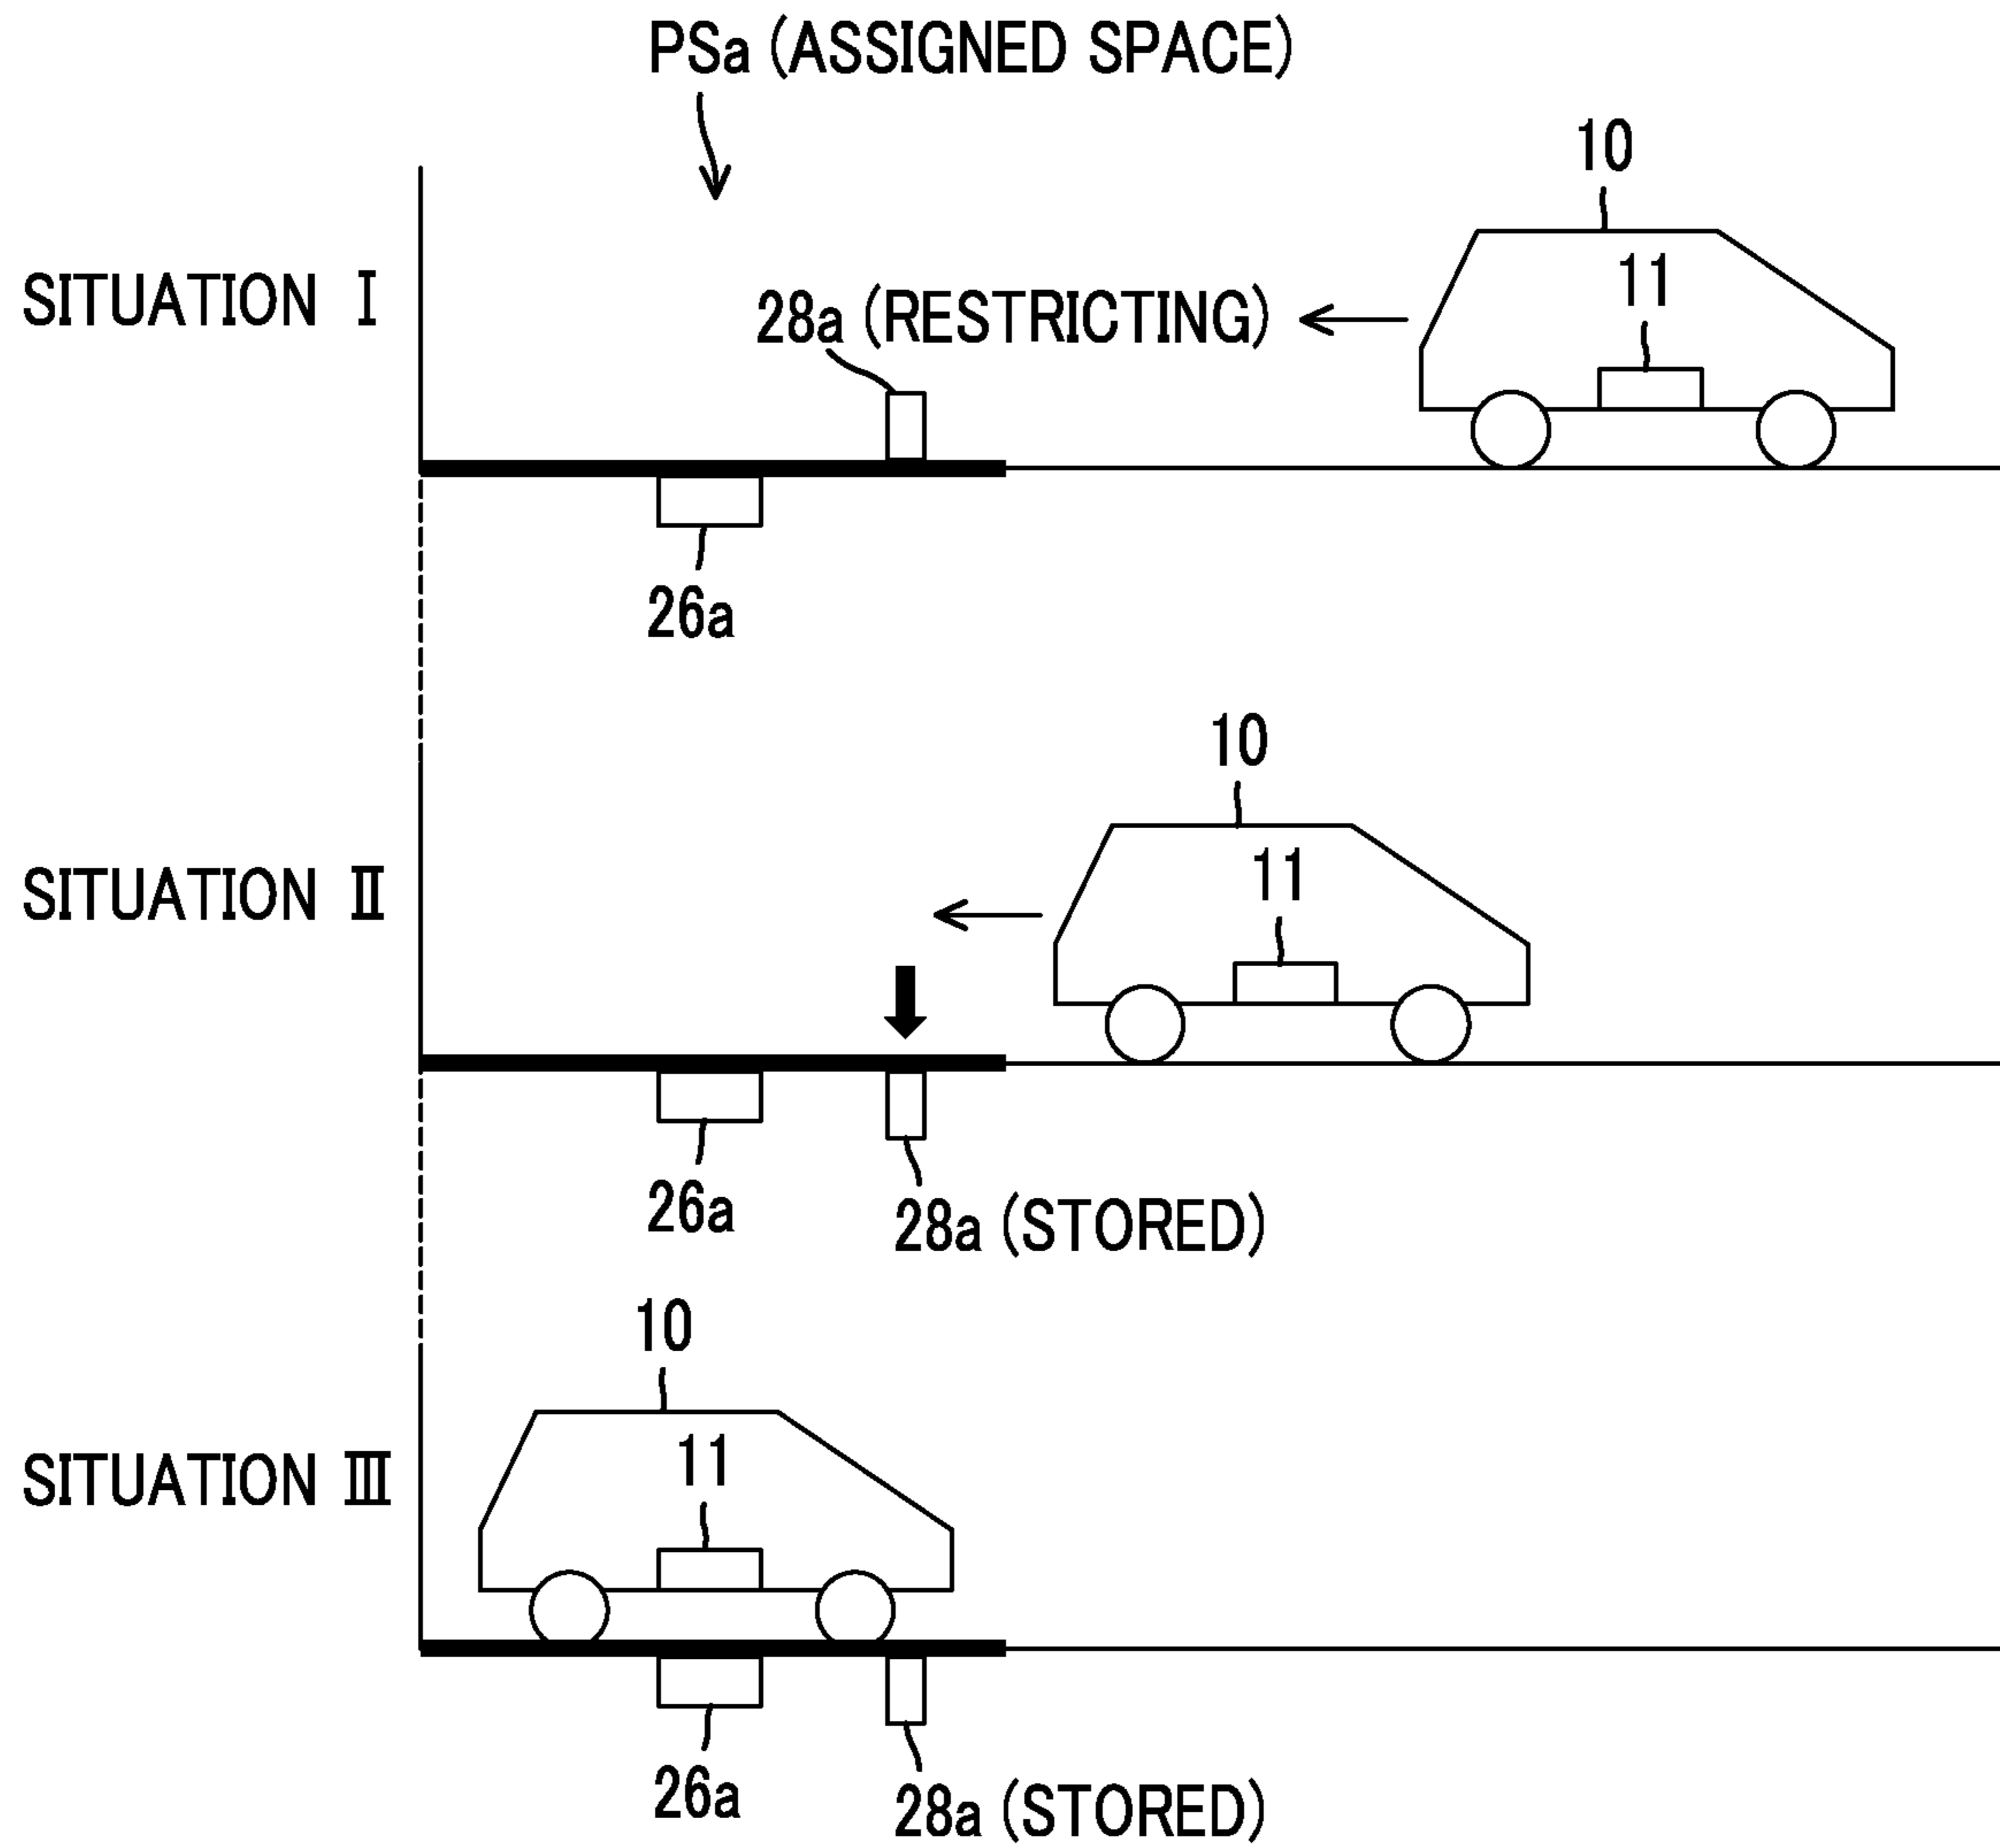 PSa (ASSIGNED SPACE)
10
11
SITUATION I
28a (RESTRICTING)
26a
10
11
SITUATION II
26a
28a (STORED)
10
11
SITUATION III
26a
28a (STORED)